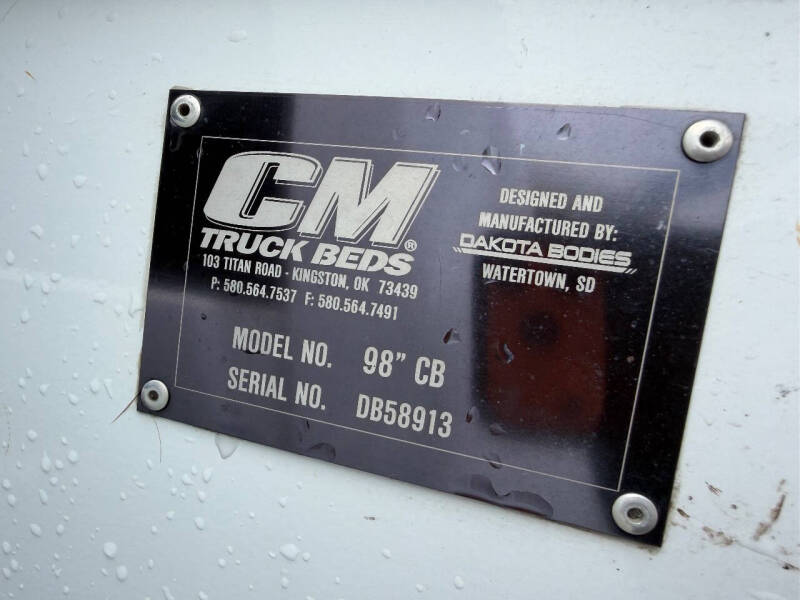 CM®
TRUCK BEDS
103 TITAN ROAD - KINGSTON, OK 73439
P: 580.564.7537 F: 580.564.7491
DESIGNED AND
MANUFACTURED BY:
DAKOTA BODIES
WATERTOWN, SD
MODEL NO. 98" CB
SERIAL NO. DB58913